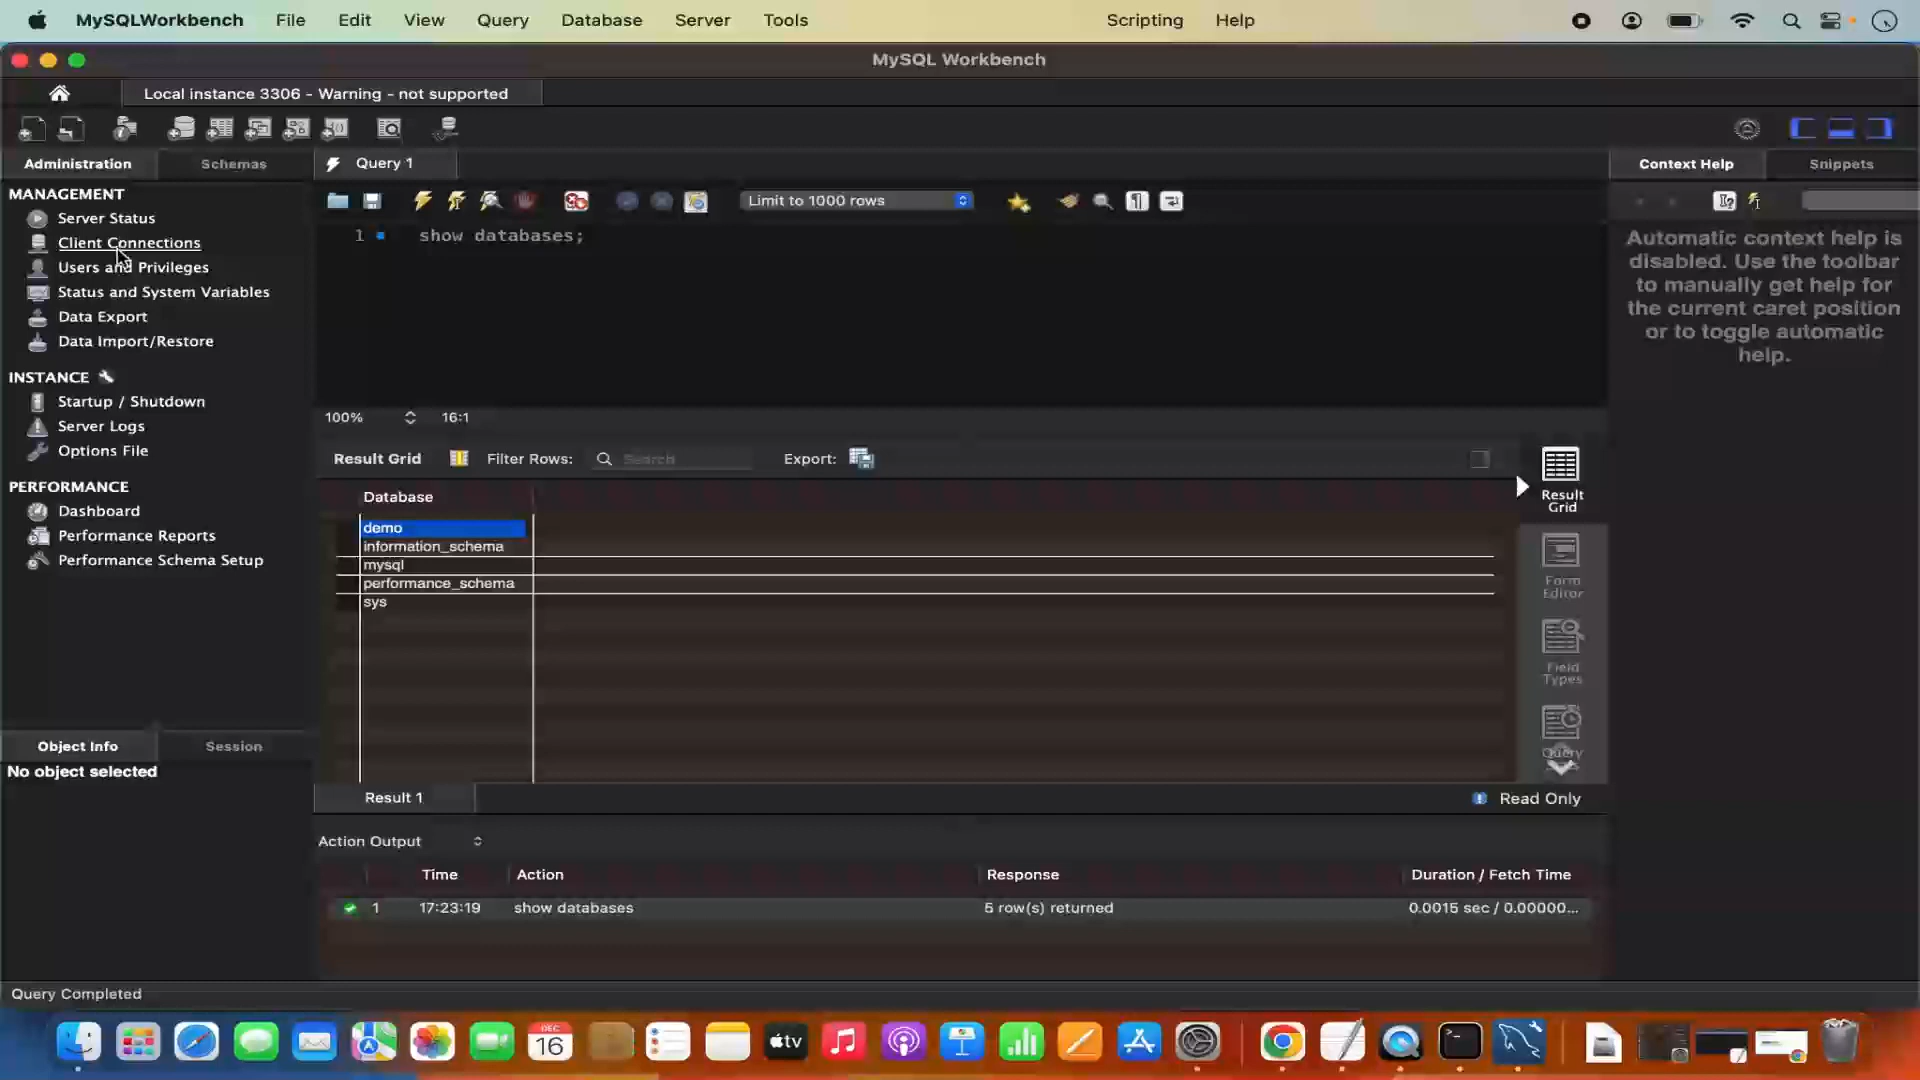 MySQLWorkbench File Edit View Query Database Server Tools Scripting Help
MySQL Workbench
Local instance 3306 - Warning - not supported
Administration Schemas
Query 1
Context Help Snippets
MANAGEMENT
Server Status
Client Connections
Users and Privileges
Status and System Variables
Data Export
Data Import/Restore
INSTANCE
Startup / Shutdown
Server Logs
Options File
PERFORMANCE
Dashboard
Performance Reports
Performance Schema Setup
Object Info Session
No object selected
Limit to 1000 rows
1 show databases;
100% 16:1
Result Grid Filter Rows: Search Export:
Database
demo
information_schema
mysql
performance_schema
sys
Result
Grid
Form
Editor
Field
Types
Query
Result 1
Read Only
Action Output
Time Action Response Duration / Fetch Time
1 17:23:19 show databases 5 row(s) returned 0.0015 sec / 0.00000...
Automatic context help is
disabled. Use the toolbar
to manually get help for
the current caret position
or to toggle automatic
help.
Query Completed
DEC
16
tv